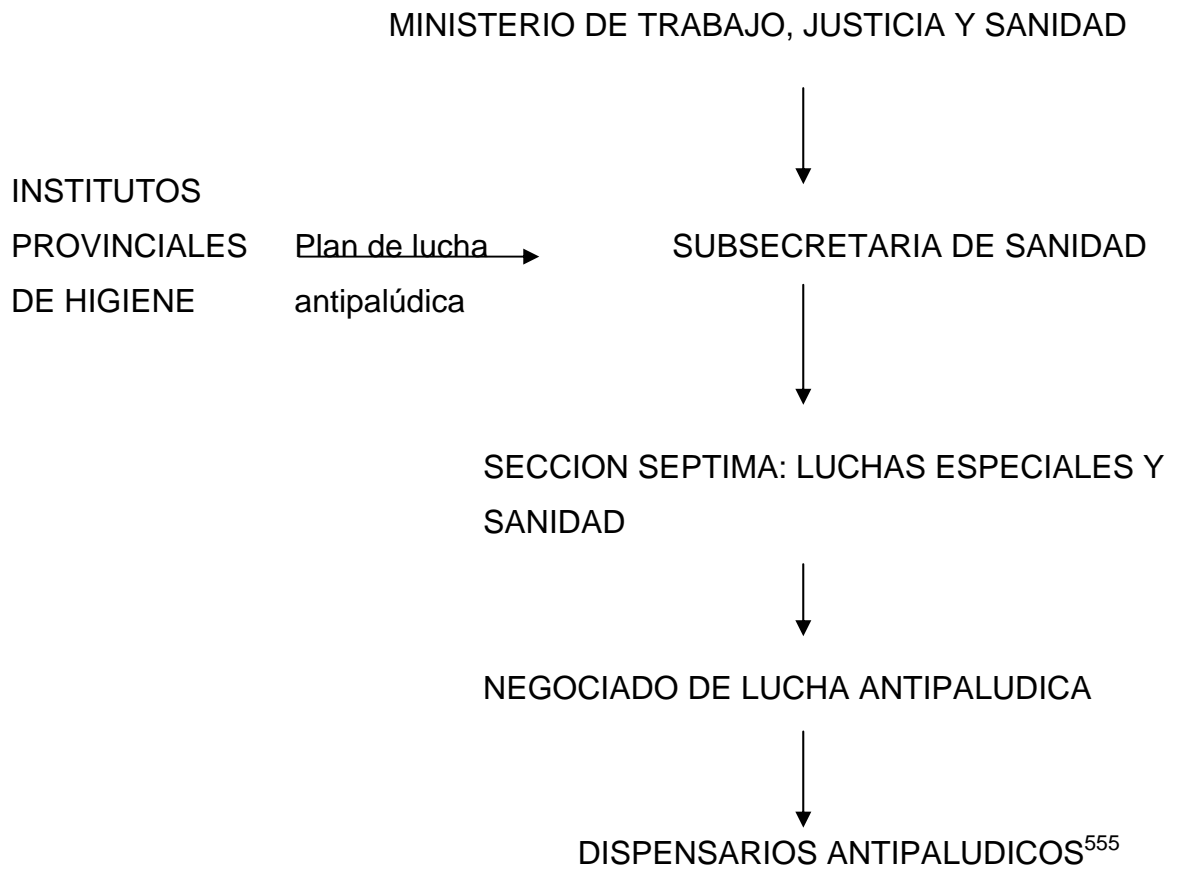 MINISTERIO DE TRABAJO, JUSTICIA Y SANIDAD
INSTITUTOS
PROVINCIALES
DE HIGIENE
Plan de lucha
antipalúdica
SUBSECRETARIA DE SANIDAD
SECCION SEPTIMA: LUCHAS ESPECIALES Y
SANIDAD
NEGOCIADO DE LUCHA ANTIPALUDICA
DISPENSARIOS ANTIPALUDICOS555